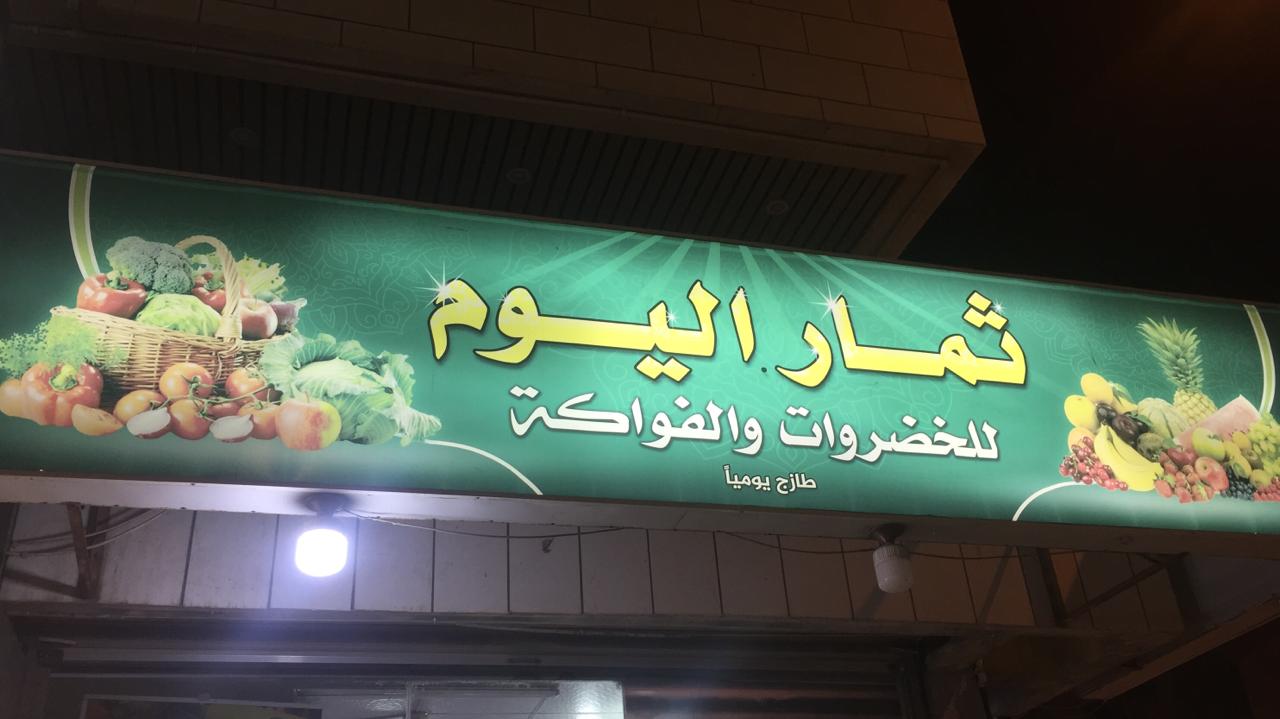 ثمار اليوم
للخضروات والفواكة
طازج يومياً